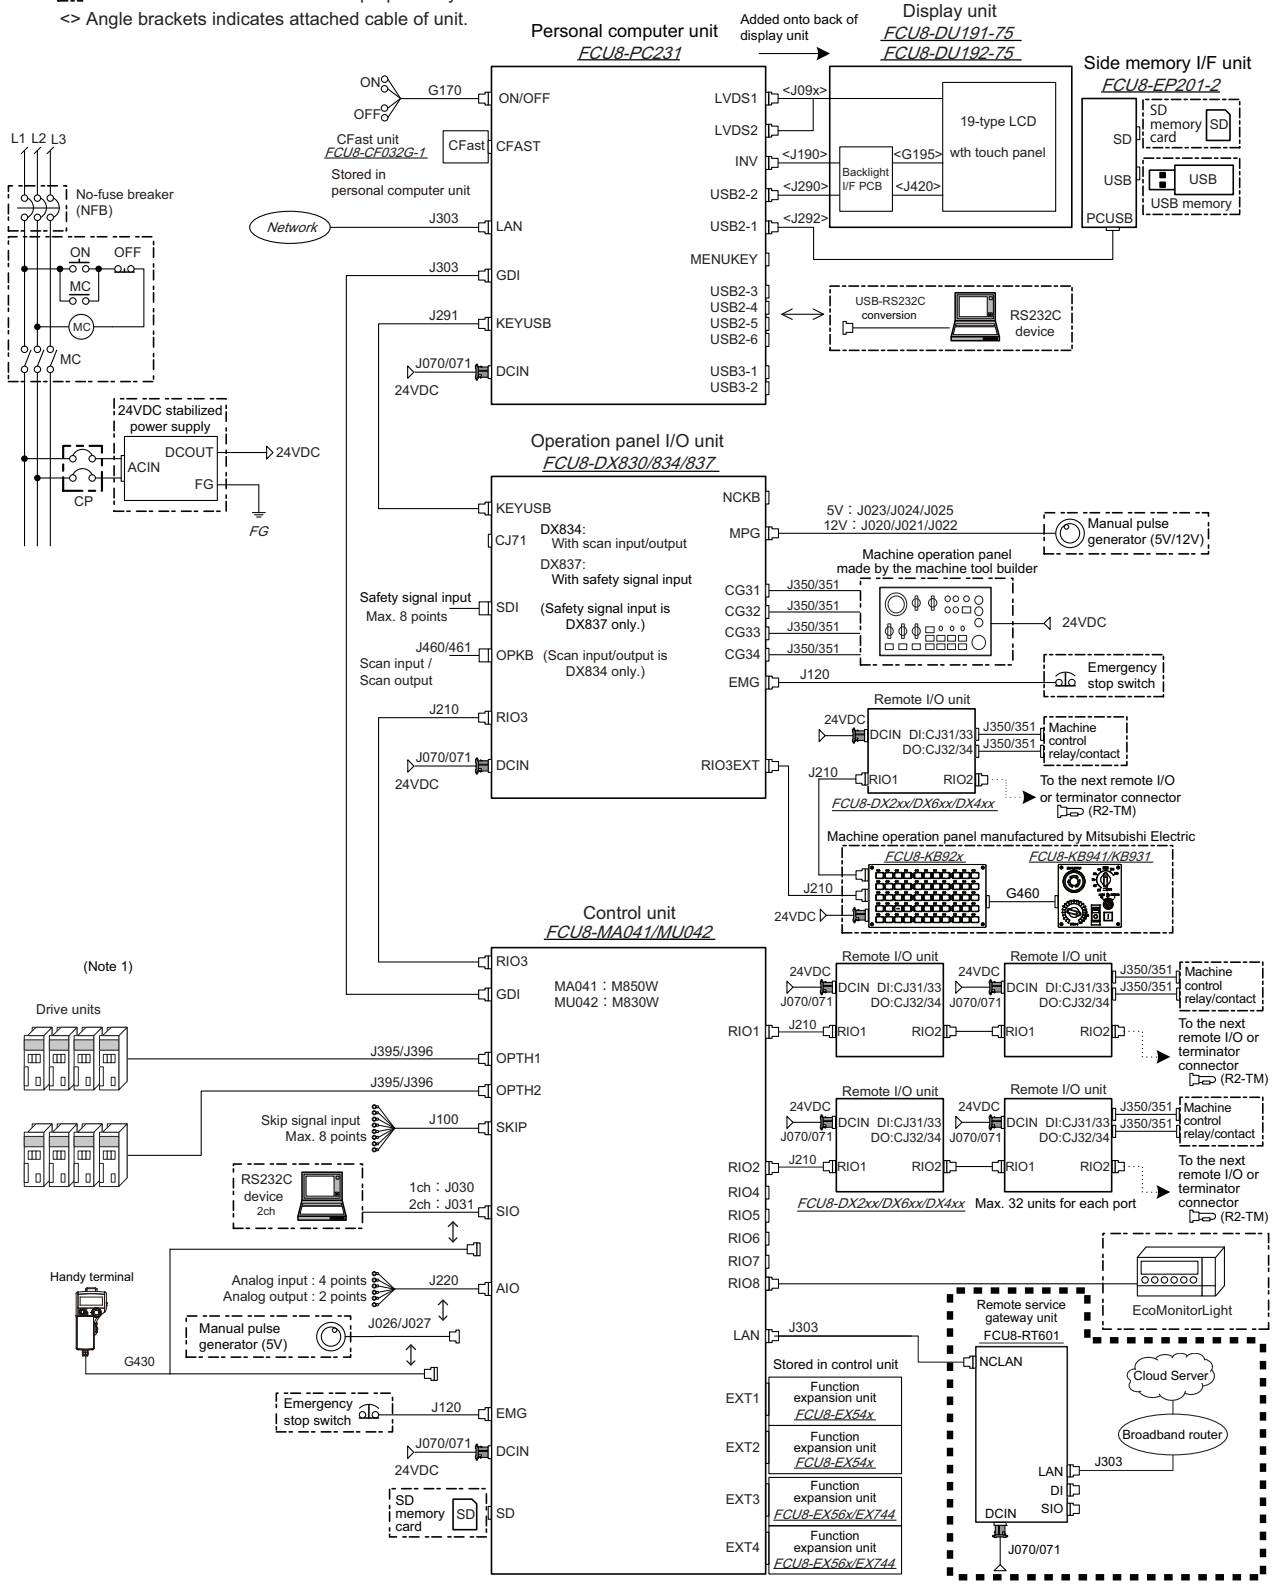 <> Angle brackets indicates attached cable of unit.
Personal computer unit
FCU8-PC231
Added onto back of
display unit
Display unit
FCU8-DU191-75
FCU8-DU192-75
Side memory I/F unit
FCU8-EP201-2
ON
OFF
G170
ON/OFF
CFast unit
FCU8-CF032G-1
CFast
CFAST
Stored in
personal computer unit
Network
J303
LAN
J303
GDI
J291
KEYUSB
J070/071
DCIN
24VDC
LVDS1
LVDS2
INV
USB2-2
USB2-1
MENUKEY
USB2-3
USB2-4
USB2-5
USB2-6
USB3-1
USB3-2
<J09x>
<J190>
<G195>
<J290>
<J420>
<J292>
Backlight
I/F PCB
19-type LCD
wth touch panel
SD
USB
PCUSB
SD
memory
card
SD
USB
USB memory
USB-RS232C
conversion
RS232C
device
L1 L2 L3
No-fuse breaker
(NFB)
ON
OFF
MC
MC
MC
24VDC stabilized
power supply
DCOUT
ACIN
FG
24VDC
CP
FG
Operation panel I/O unit
FCU8-DX830/834/837
KEYUSB
CJ71
DX834:
With scan input/output
DX837:
With safety signal input
Safety signal input
Max. 8 points
SDI
(Safety signal input is
DX837 only.)
J460/461
Scan input /
Scan output
OPKB
(Scan input/output is
DX834 only.)
J210
RIO3
J070/071
DCIN
24VDC
NCKB
MPG
5V : J023/J024/J025
12V : J020/J021/J022
Manual pulse
generator (5V/12V)
Machine operation panel
made by the machine tool builder
CG31
J350/351
CG32
J350/351
CG33
J350/351
CG34
J350/351
24VDC
EMG
J120
Emergency
stop switch
Remote I/O unit
24VDC
DCIN DI:CJ31/33
DO:CJ32/34
J350/351
J350/351
Machine
control
relay/contact
RIO3EXT
J210
RIO1
RIO2
To the next remote I/O
or terminator connector
(R2-TM)
FCU8-DX2xx/DX6xx/DX4xx
Machine operation panel manufactured by Mitsubishi Electric
FCU8-KB92x
FCU8-KB941/KB931
J210
G460
24VDC
Control unit
FCU8-MA041/MU042
MA041 : M850W
MU042 : M830W
(Note 1)
Drive units
RIO3
GDI
J395/J396
OPTH1
J395/J396
OPTH2
Skip signal input
Max. 8 points
J100
SKIP
RS232C
device
2ch
1ch : J030
2ch : J031
SIO
Handy terminal
Analog input : 4 points
Analog output : 2 points
J220
AIO
Manual pulse
generator (5V)
J026/J027
G430
Emergency
stop switch
J120
EMG
J070/071
DCIN
24VDC
SD
memory
card
SD
SD
Remote I/O unit
Remote I/O unit
24VDC
J070/071
DCIN DI:CJ31/33
DO:CJ32/34
24VDC
J070/071
DCIN DI:CJ31/33
DO:CJ32/34
J350/351
J350/351
Machine
control
relay/contact
RIO1
J210
RIO1
RIO2
RIO1
RIO2
To the next
remote I/O or
terminator
connector
(R2-TM)
Remote I/O unit
Remote I/O unit
24VDC
J070/071
DCIN DI:CJ31/33
DO:CJ32/34
24VDC
J070/071
DCIN DI:CJ31/33
DO:CJ32/34
J350/351
J350/351
Machine
control
relay/contact
RIO2
J210
RIO1
RIO2
RIO1
RIO2
To the next
remote I/O or
terminator
connector
(R2-TM)
FCU8-DX2xx/DX6xx/DX4xx
Max. 32 units for each port
RIO4
RIO5
RIO6
RIO7
RIO8
EcoMonitorLight
LAN
J303
Remote service
gateway unit
FCU8-RT601
NCLAN
Cloud Server
Broadband router
J303
LAN
DI
SIO
DCIN
J070/071
Stored in control unit
EXT1
Function
expansion unit
FCU8-EX54x
EXT2
Function
expansion unit
FCU8-EX54x
EXT3
Function
expansion unit
FCU8-EX56x/EX744
EXT4
Function
expansion unit
FCU8-EX56x/EX744